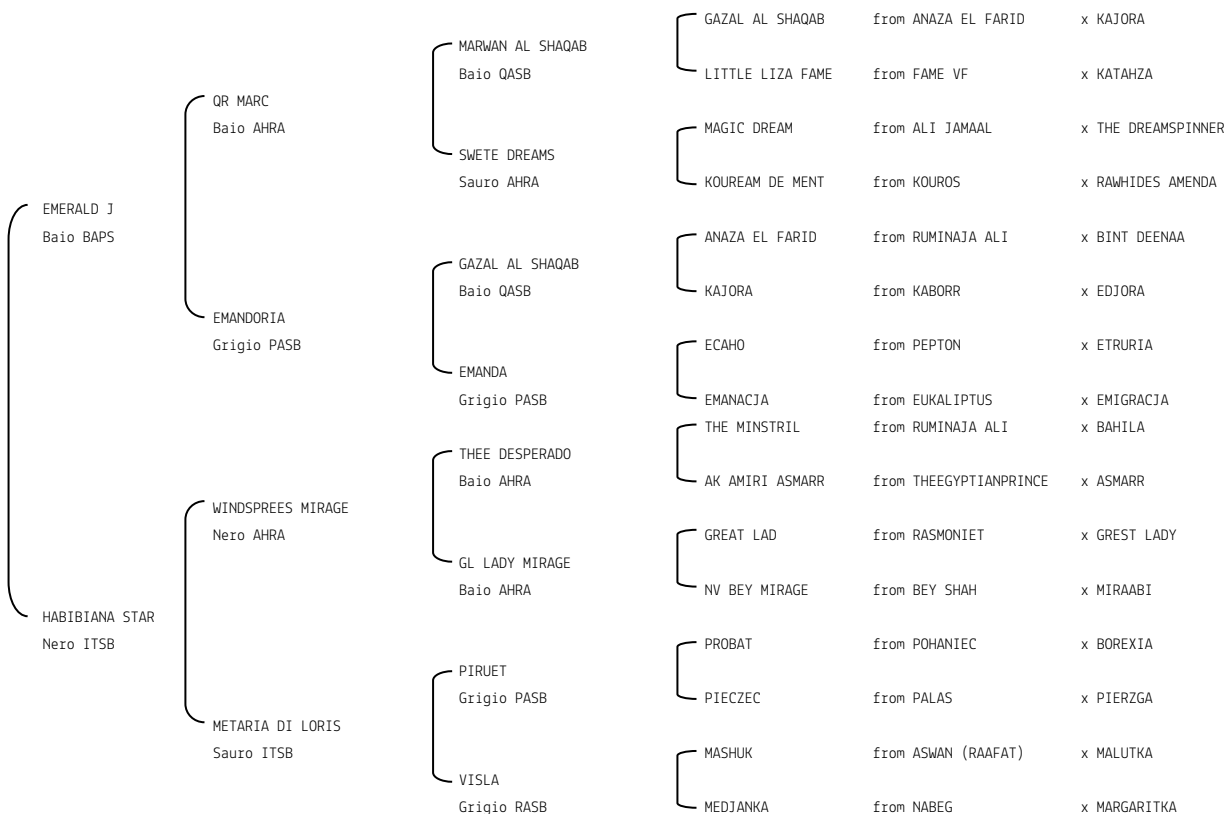 GAZAL AL SHAQAB from ANAZA EL FARID x KAJORA
MARWAN AL SHAQAB
Baio QASB
LITTLE LIZA FAME from FAME VF x KATAHZA
QR MARC
Baio AHRA
MAGIC DREAM from ALI JAMAAL x THE DREAMSPINNER
SWETE DREAMS
Sauro AHRA
KOUREAM DE MENT from KOUROS x RAWHIDES AMENDA
EMERALD J
Baio BAPS
ANAZA EL FARID from RUMINAJA ALI x BINT DEENAA
GAZAL AL SHAQAB
Baio QASB
KAJORA from KABORR x EDJORA
EMANDORIA
Grigio PASB
ECAHO from PEPTON x ETRURIA
EMANDA
Grigio PASB
EMANACJA from EUKALIPTUS x EMIGRACJA
THE MINSTRIL from RUMINAJA ALI x BAHILA
THEE DESPERADO
Baio AHRA
AK AMIRI ASMARR from THEEGYPTIANPRINCE x ASMARR
WINDSPREES MIRAGE
Nero AHRA
GREAT LAD from RASMONIET x GREST LADY
GL LADY MIRAGE
Baio AHRA
NV BEY MIRAGE from BEY SHAH x MIRAABI
HABIBIANA STAR
Nero ITSB
PROBAT from POHANIEC x BOREXIA
PIRUET
Grigio PASB
PIECZEC from PALAS x PIERZGA
METARIA DI LORIS
Sauro ITSB
MASHUK from ASWAN (RAAFAT) x MALUTKA
VISLA
Grigio RASB
MEDJANKA from NABEG x MARGARITKA